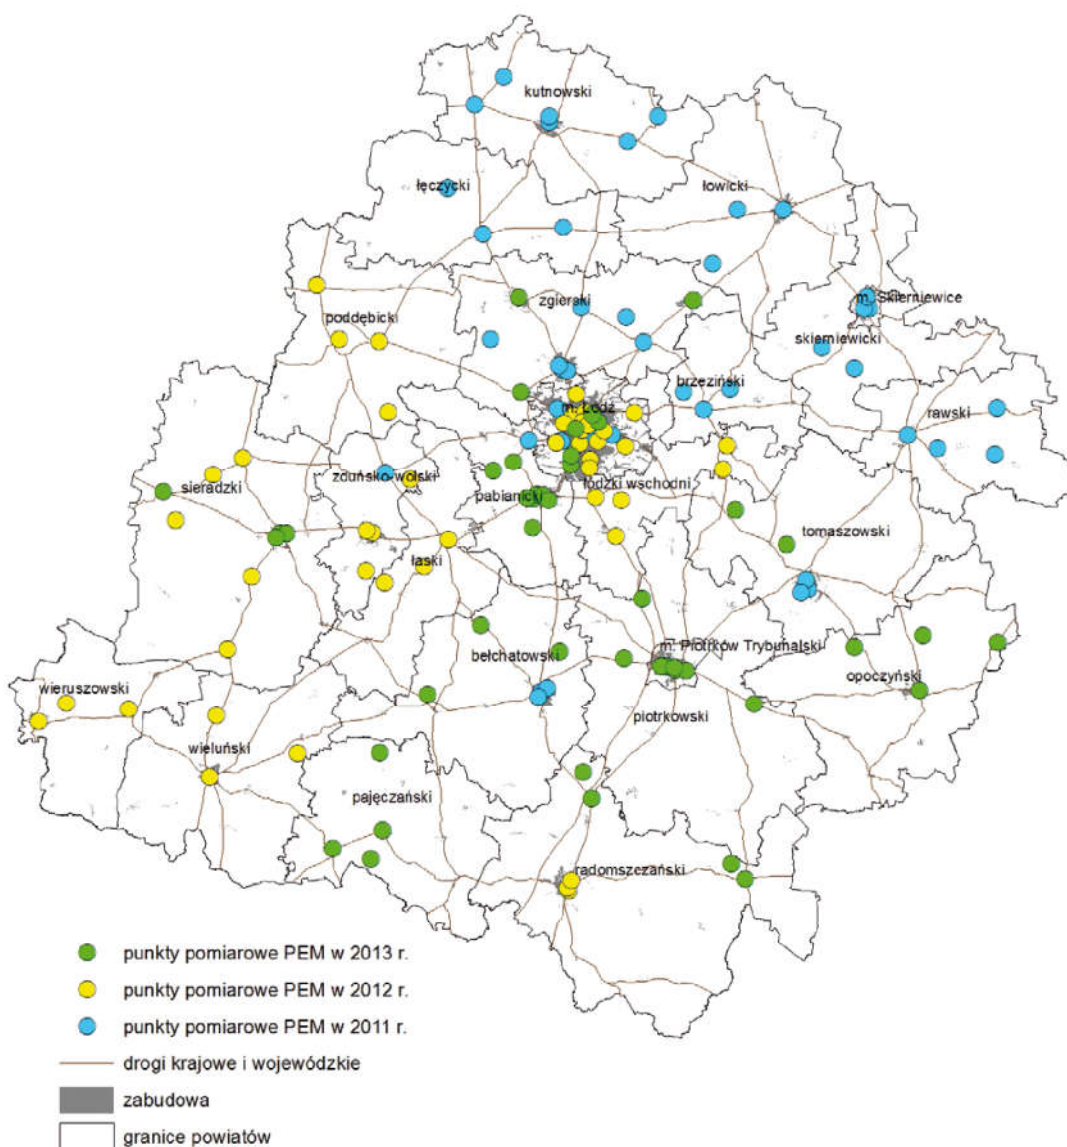 kutnowski
łęczycki
łowicki
zgierski
m. Skierniewice
poddębicki
skierniewicki
brzeziński
m. Łódź
rawski
zduńsko-wolski
sieradzki
łódzki wschodni
pabianicki
tomaszowski
łaski
m. Piotrków Trybunalski
bełchatowski
opoczyński
wieruszowski
piotrkowski
wieluński
pajęczański
radomszczański
punkty pomiarowe PEM w 2013 r.
punkty pomiarowe PEM w 2012 r.
punkty pomiarowe PEM w 2011 r.
drogi krajowe i wojewódzkie
zabudowa
granice powiatów